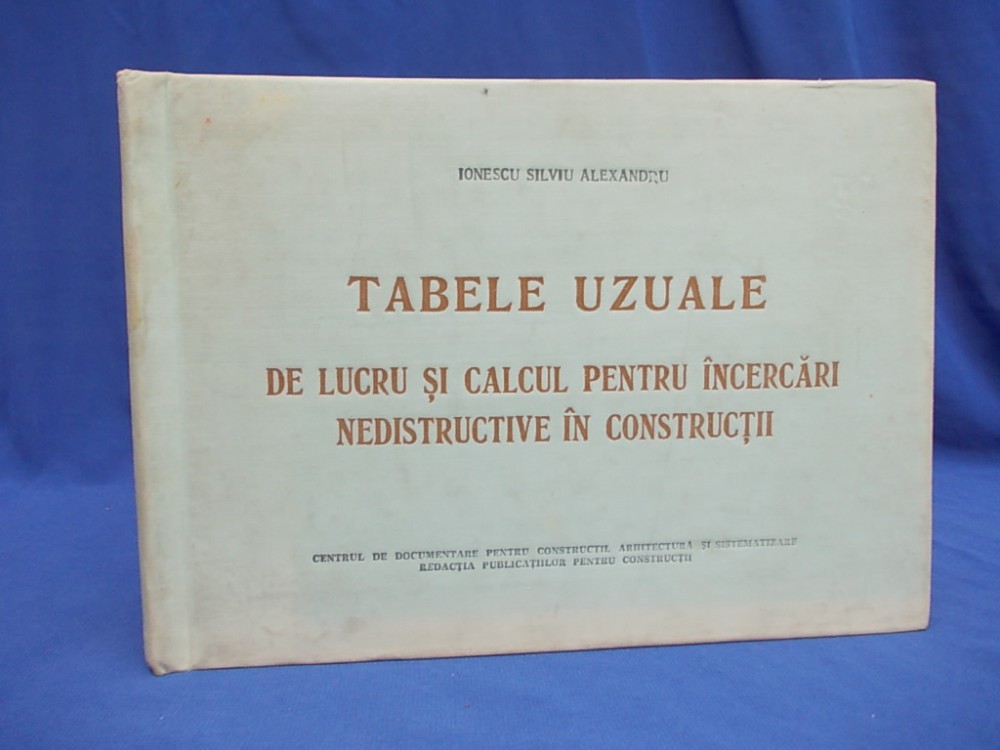 IONESCU SILVIU ALEXANDRU
TABELE UZUALE
DE LUCRU ȘI CALCUL PENTRU ÎNCERCĂRI
NEDISTRUCTIVE ÎN CONSTRUCȚII
CENTRUL DE DOCUMENTARE PENTRU CONSTRUCȚII, ARHITECTURĂ ȘI SISTEMATIZARE
REDACȚIA PUBLICAȚIILOR PENTRU CONSTRUCȚII